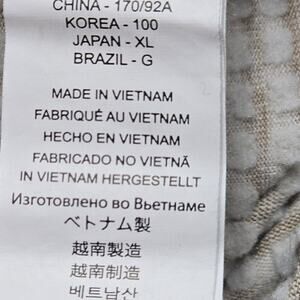 CHINA - 170/92A
KOREA - 100
JAPAN - XL
BRAZIL - G
MADE IN VIETNAM
FABRIQUÉ AU VIETNAM
HECHO EN VIETNAM
FABRICADO NO VIETNÃ
IN VIETNAM HERGESTELLT
Изготовлено во Вьетнаме
ベトナム製
越南製造
越南制造
베트남산